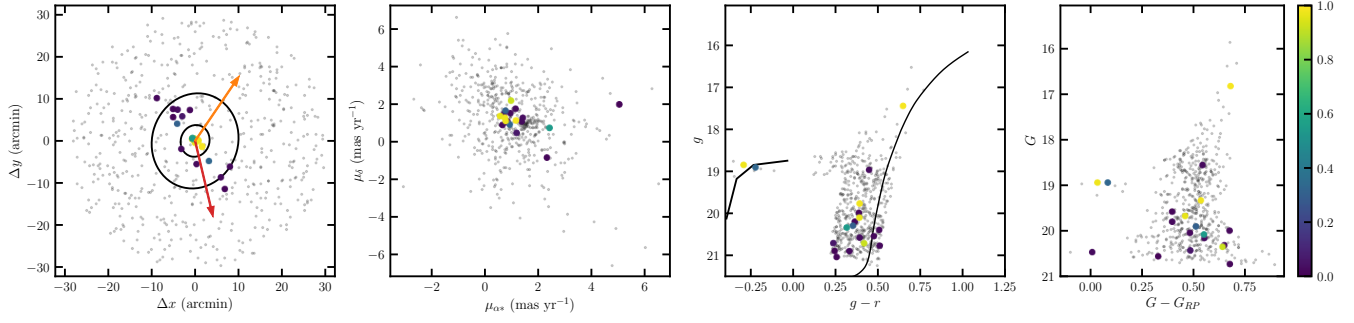 30
20
10
0
−10
−20
−30
Δy (arcmin)
−30 −20 −10 0 10 20 30
Δx (arcmin)
6
4
2
0
−2
−4
−6
μδ (mas yr⁻¹)
−2 0 2 4 6
μα* (mas yr⁻¹)
16
17
18
19
20
21
g
−0.25 0.00 0.25 0.50 0.75 1.00 1.25
g − r
16
17
18
19
20
21
G
0.00 0.25 0.50 0.75
G − G_RP
1.0
0.8
0.6
0.4
0.2
0.0